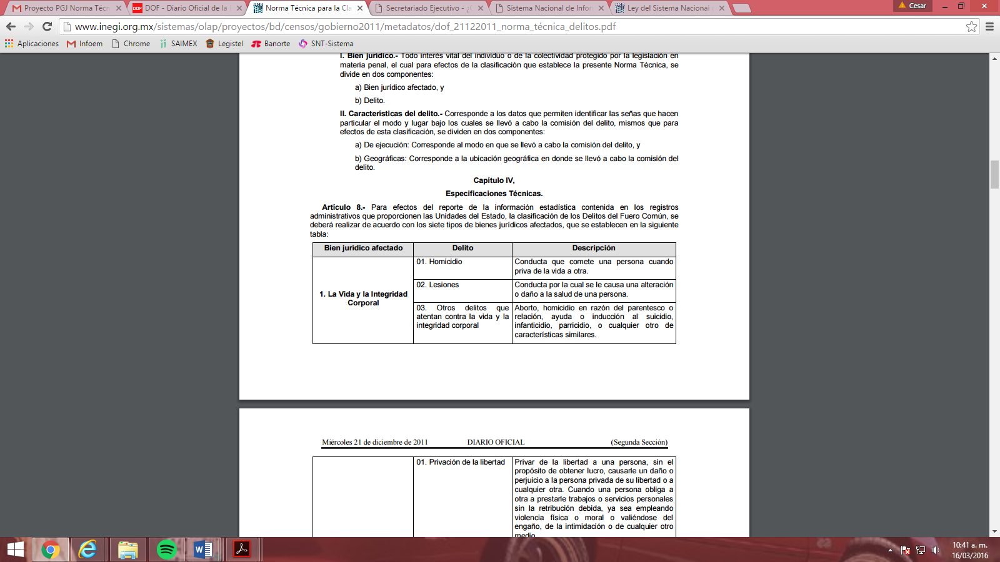 Proyecto PGJ Norma Técn
DOF - Diario Oficial de la
Norma Técnica para la Cla
Secretariado Ejecutivo - ¿
Sistema Nacional de Infor
Ley del Sistema Nacional
Cesar
www.inegi.org.mx/sistemas/olap/proyectos/bd/censos/gobierno2011/metadatos/dof_21122011_norma_técnica_delitos.pdf
Aplicaciones
Infoem
Chrome
SAIMEX
Legistel
Banorte
SNT-Sistema
I. Bien jurídico.- Todo interés vital del individuo o de la colectividad protegido por la legislación en
materia penal, el cual para efectos de la clasificación que establece la presente Norma Técnica, se
divide en dos componentes:
a) Bien jurídico afectado, y
b) Delito.
II. Características del delito.- Corresponde a los datos que permiten identificar las señas que hacen
particular el modo y lugar bajo los cuales se llevó a cabo la comisión del delito, mismos que para
efectos de esta clasificación, se dividen en dos componentes:
a) De ejecución: Corresponde al modo en que se llevó a cabo la comisión del delito, y
b) Geográficas: Corresponde a la ubicación geográfica en donde se llevó a cabo la comisión del
delito.
Capítulo IV,
Especificaciones Técnicas.
Artículo 8.- Para efectos del reporte de la información estadística contenida en los registros
administrativos que proporcionen las Unidades del Estado, la clasificación de los Delitos del Fuero Común, se
deberá realizar de acuerdo con los siete tipos de bienes jurídicos afectados, que se establecen en la siguiente
tabla:
Bien jurídico afectado
Delito
Descripción
1. La Vida y la Integridad
Corporal
01. Homicidio
Conducta que comete una persona cuando
priva de la vida a otra.
02. Lesiones
Conducta por la cual se le causa una alteración
o daño a la salud de una persona.
03. Otros delitos que
atentan contra la vida y la
integridad corporal
Aborto, homicidio en razón del parentesco o
relación, ayuda o inducción al suicidio,
infanticidio, parricidio, o cualquier otro de
características similares.
Miércoles 21 de diciembre de 2011
DIARIO OFICIAL
(Segunda Sección)
01. Privación de la libertad
Privar de la libertad a una persona, sin el
propósito de obtener lucro, causarle un daño o
perjuicio a la persona privada de su libertad o a
cualquier otra. Cuando una persona obliga a
otra a prestarle trabajos o servicios personales
sin la retribución debida, ya sea empleando
violencia física o moral o valiéndose del
engaño, de la intimidación o de cualquier otro
medio
10:41 a. m.
16/03/2016